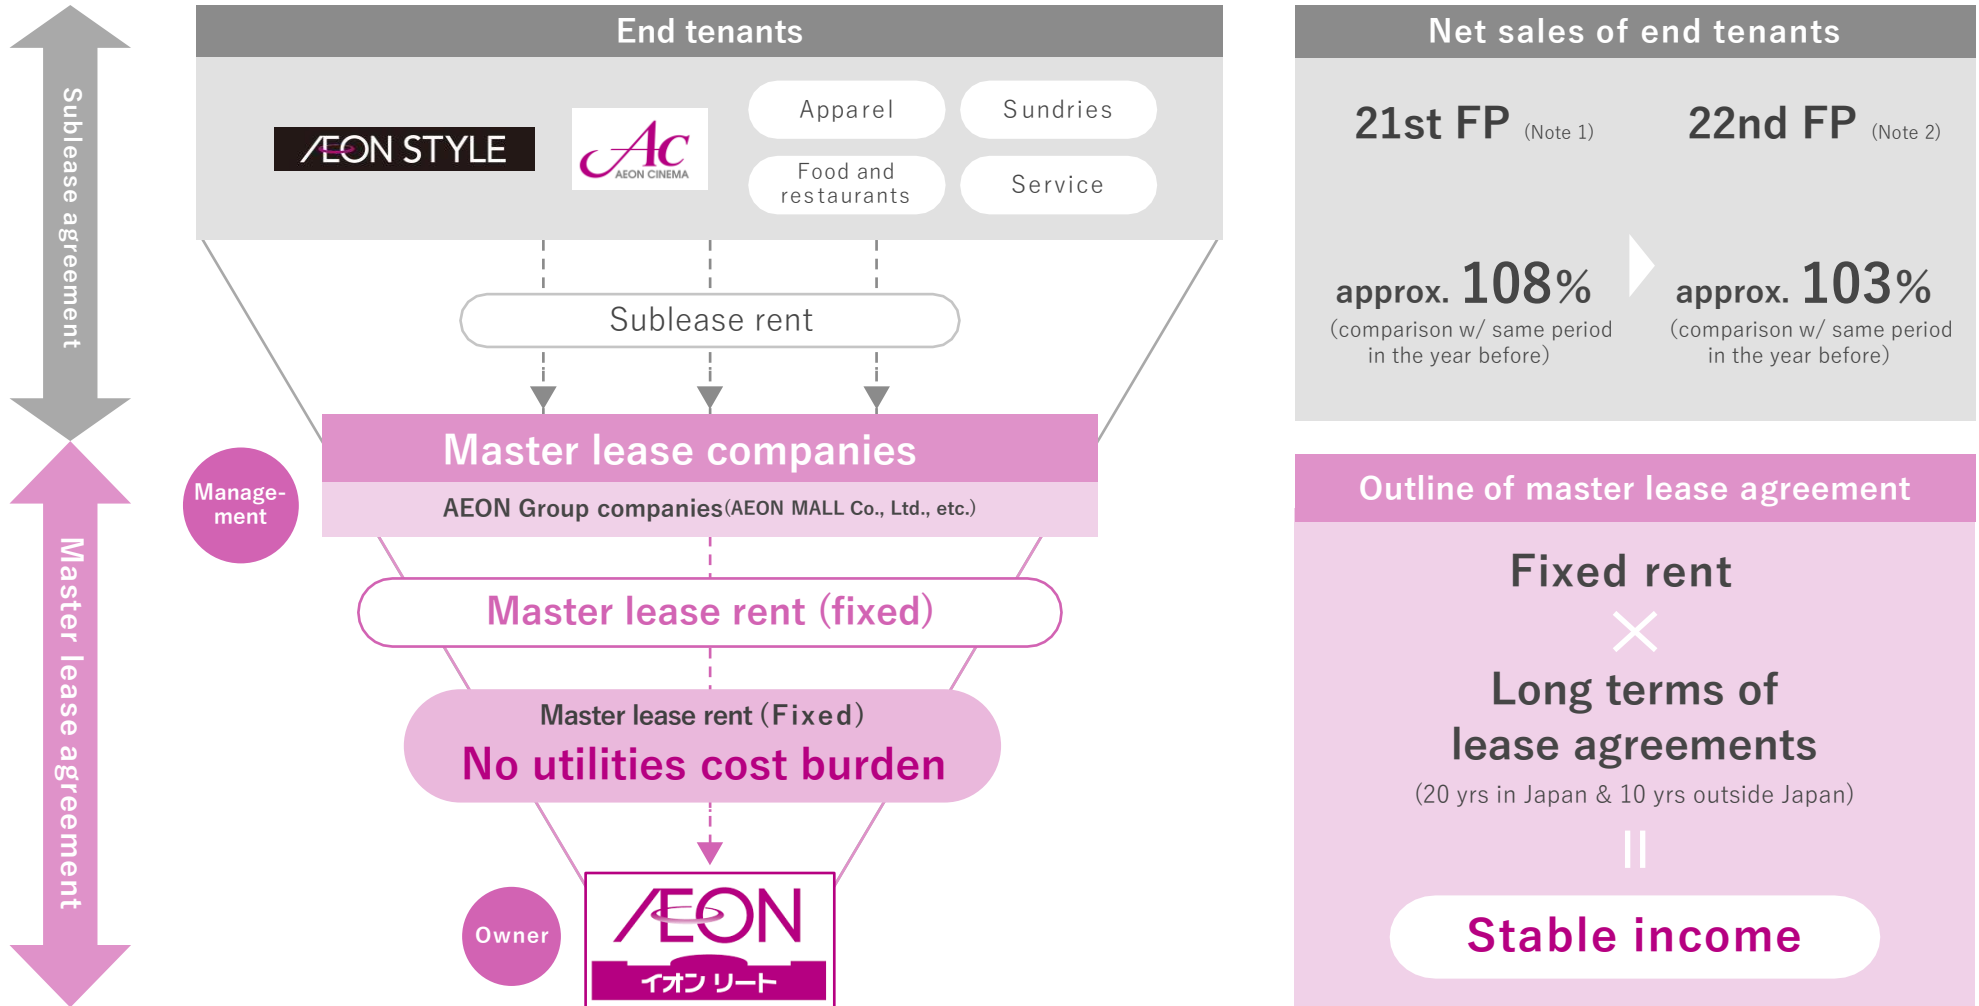 Sublease agreement
End tenants
ÆON STYLE
AC
AEON CINEMA
Apparel
Sundries
Food and
restaurants
Service
Sublease rent
Master lease agreement
Manage-
ment
Master lease companies
AEON Group companies(AEON MALL Co., Ltd., etc.)
Master lease rent (fixed)
Master lease rent (Fixed)
No utilities cost burden
Owner
ÆON
イオン リート
Net sales of end tenants
21st FP (Note 1)
22nd FP (Note 2)
approx. 108%
(comparison w/ same period
in the year before)
approx. 103%
(comparison w/ same period
in the year before)
Outline of master lease agreement
Fixed rent
×
Long terms of
lease agreements
(20 yrs in Japan & 10 yrs outside Japan)
Stable income